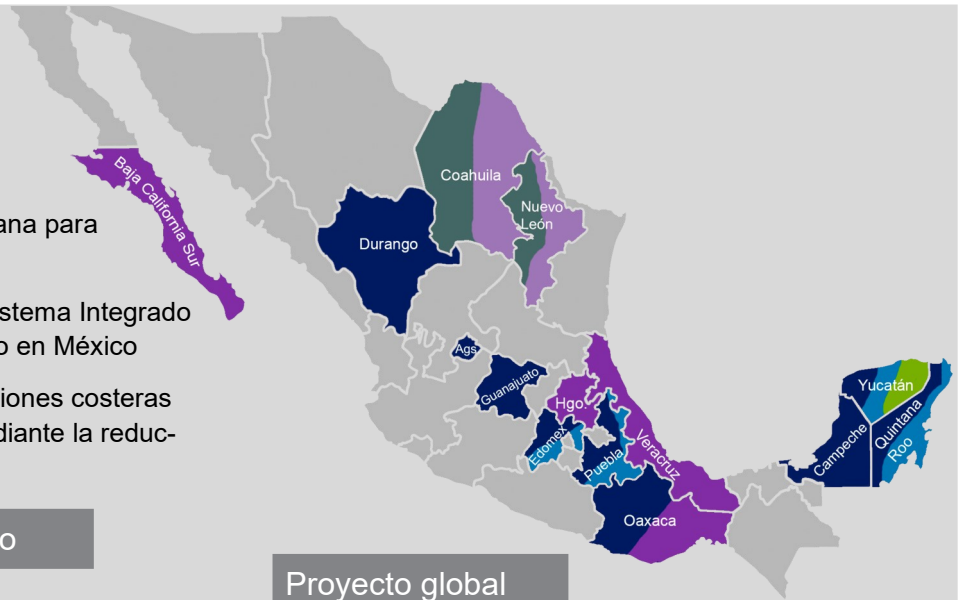 ana para
stema Integrado
o en México
iones costeras
diante la reduc-
o
Proyecto global
Baja California Sur
Coahuila
Nuevo
León
Durango
Ags
Guanajuato
Hgo.
Edomex
Puebla
Veracruz
Oaxaca
Yucatán
Campeche
Quintana
Roo